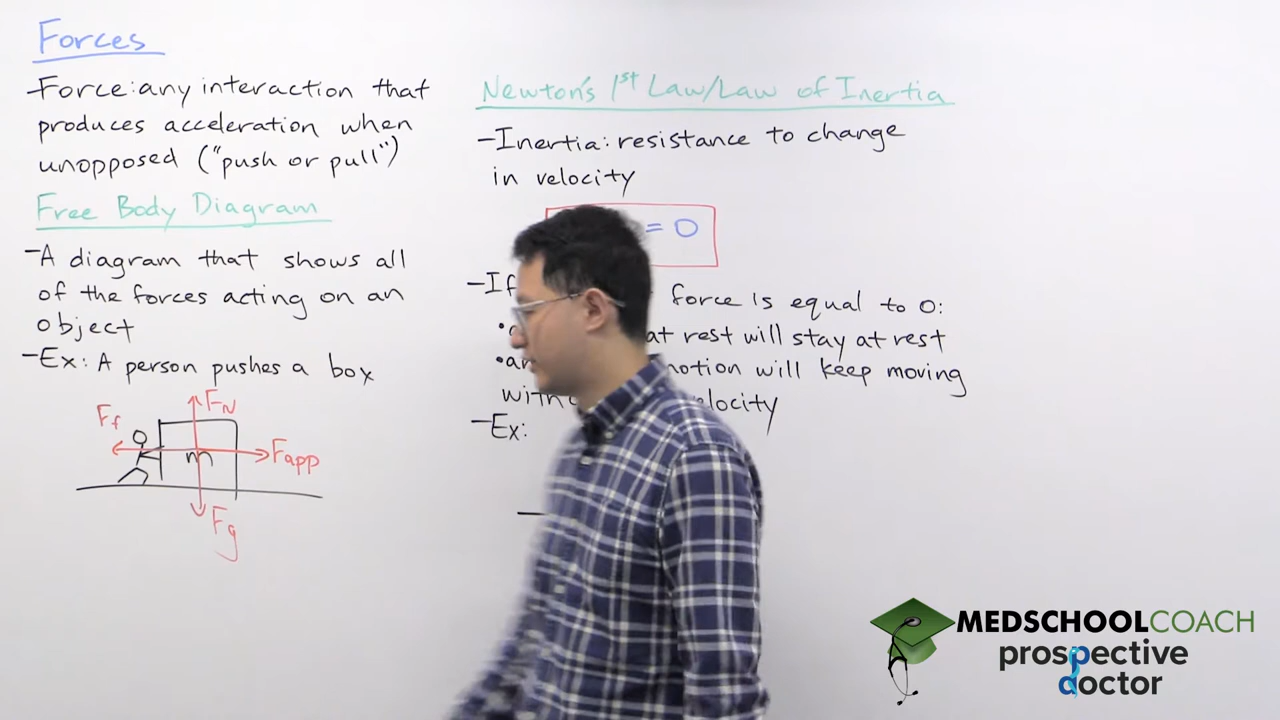 Forces
-Force: any interaction that
produces acceleration when
unopposed ("push or pull")
Free Body Diagram
-A diagram that shows all
of the forces acting on an
object
-Ex: A person pushes a box
FN
Ff
m
Fapp
Fg
Newton's 1st Law/Law of Inertia
-Inertia: resistance to change
in velocity
= 0
-If force is equal to 0:
• at rest will stay at rest
• motion will keep moving
with velocity
-Ex:
MEDSCHOOLCOACH
prospective
doctor